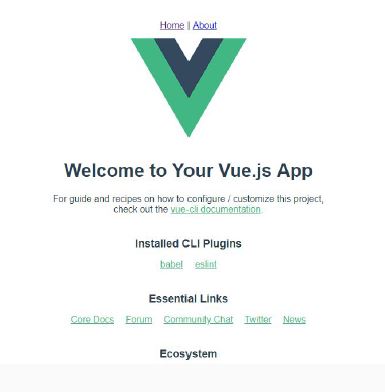 Home || About
Welcome to Your Vue.js App
For guide and recipes on how to configure / customize this project,
check out the vue-cli documentation.
Installed CLI Plugins
babel eslint
Essential Links
Core Docs Forum Community Chat Twitter News
Ecosystem